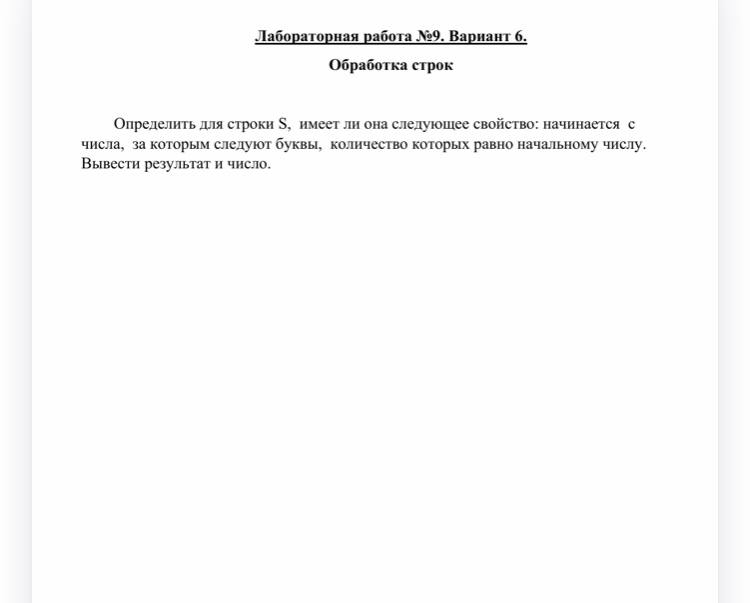 Лабораторная работа №9. Вариант 6.
Обработка строк
Определить для строки S, имеет ли она следующее свойство: начинается с
числа, за которым следуют буквы, количество которых равно начальному числу.
Вывести результат и число.